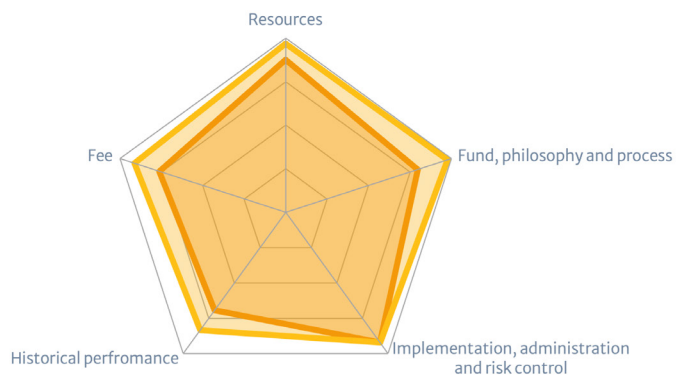 Resources
Fee
Fund, philosophy and process
Historical perfromance
Implementation, administration
and risk control